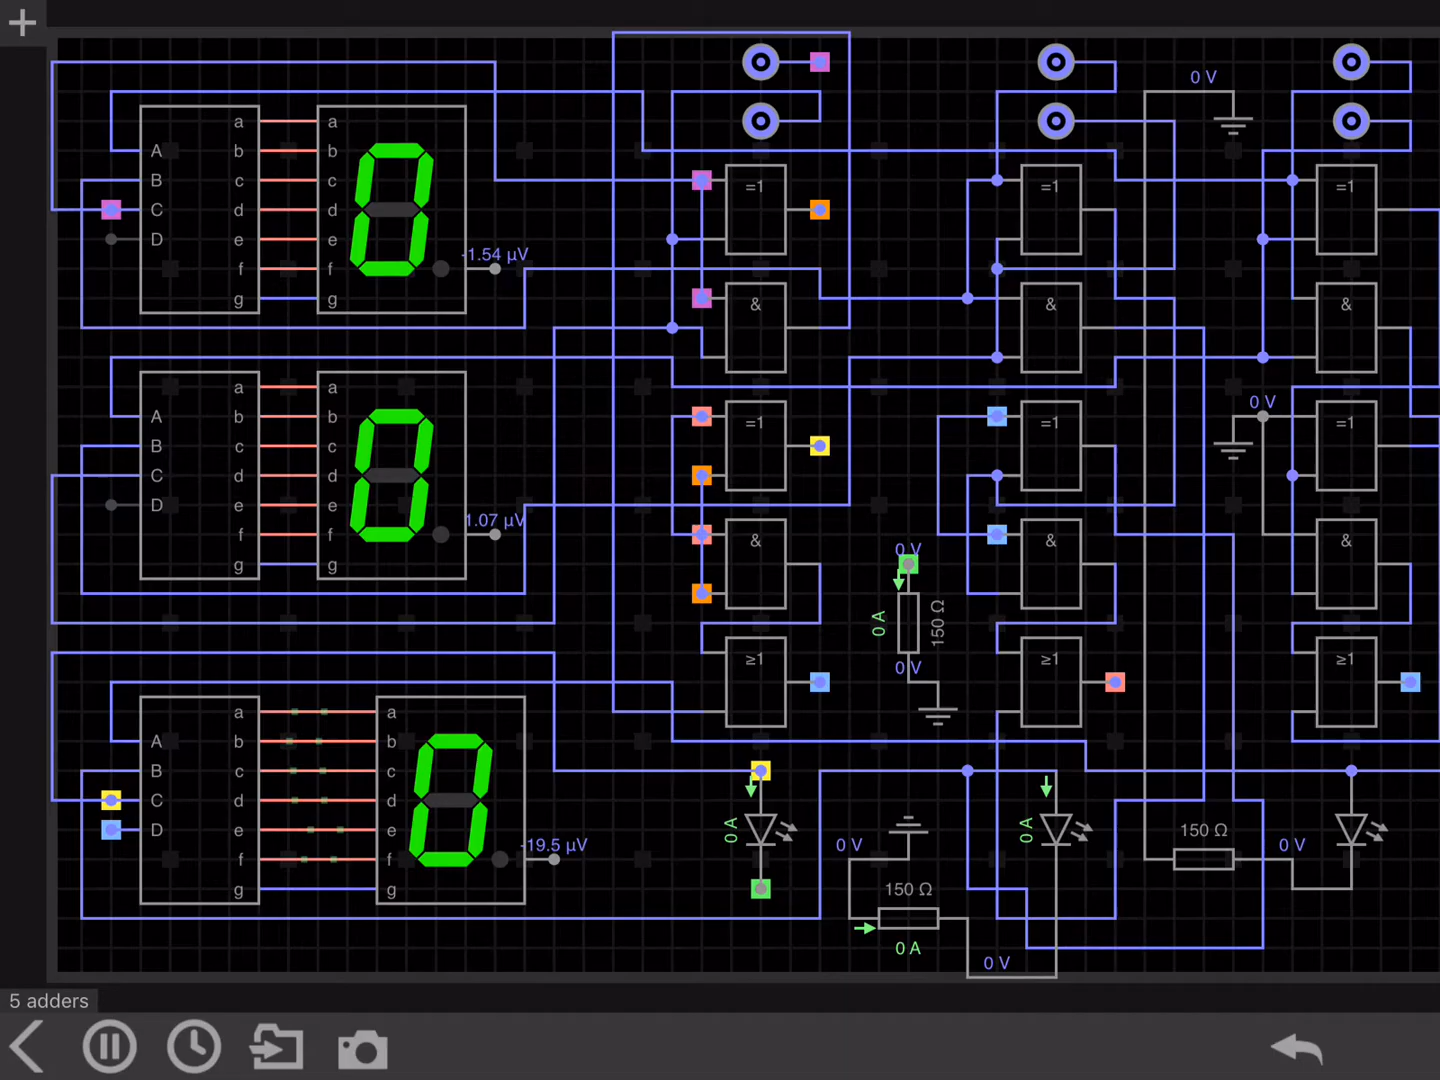 0 V
a a
A b b
B c c =1 =1 =1
C d d
D e e
-1.54 µV
f f
g g & & &
a a
0 V
A b b
B c c =1 =1 =1
C d d
D e e
1.07 µV
f f
0 V
g g & & &
0 A 150 Ω
≥1 ≥1 ≥1
0 V
a a
A b b
B c c
C d d
D e e
0 A 0 A 150 Ω
-19.5 µV 0 V 0 V
f f
g g 150 Ω
0 A
0 V
5 adders